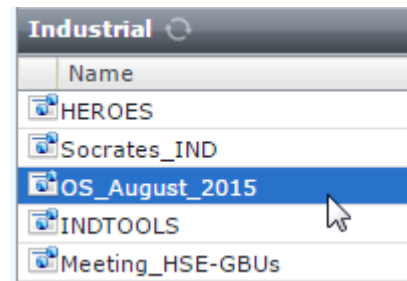 Industrial
Name
HEROES
Socrates_IND
OS_August_2015
INDTOOLS
Meeting_HSE-GBUs